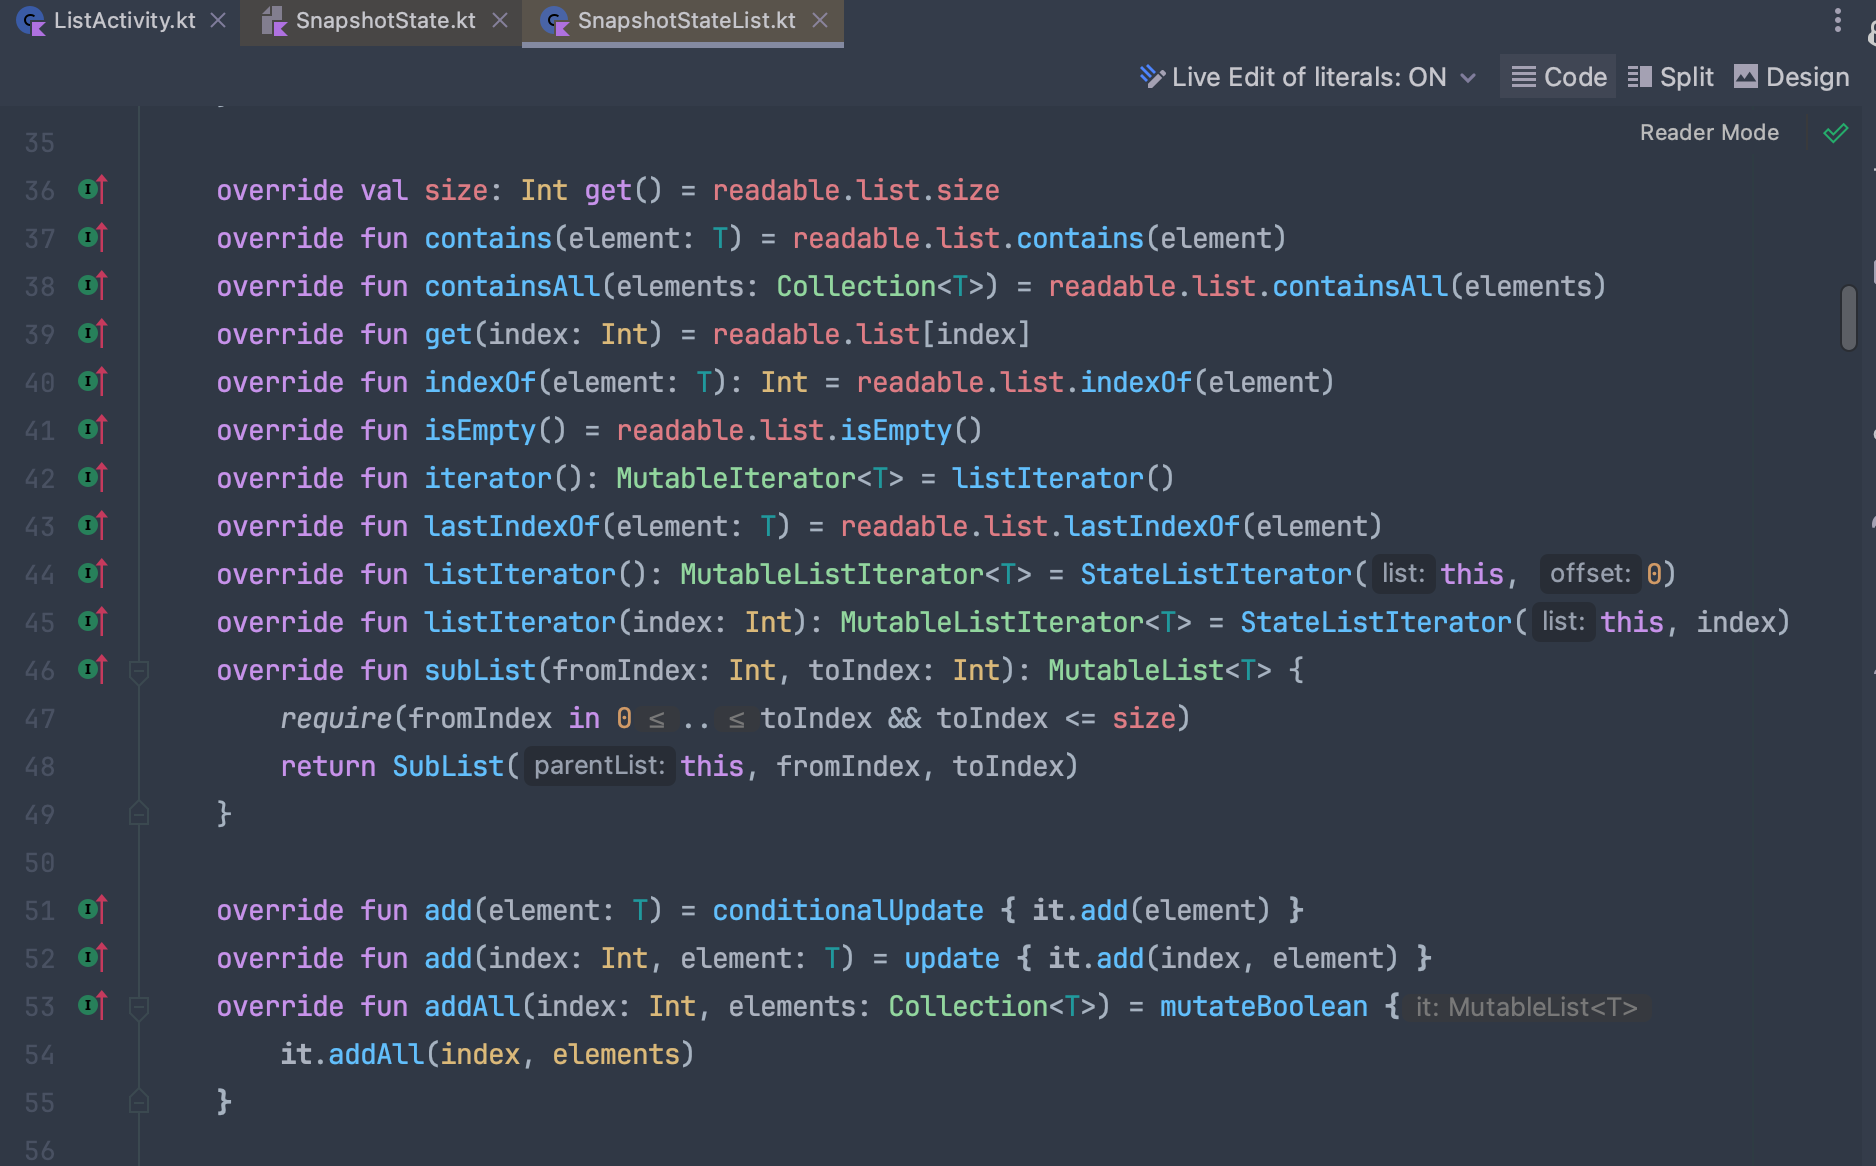 ListActivity.kt SnapshotState.kt SnapshotStateList.kt
Live Edit of literals: ON Code Split Design
Reader Mode
35
36 override val size: Int get() = readable.list.size
37 override fun contains(element: T) = readable.list.contains(element)
38 override fun containsAll(elements: Collection<T>) = readable.list.containsAll(elements)
39 override fun get(index: Int) = readable.list[index]
40 override fun indexOf(element: T): Int = readable.list.indexOf(element)
41 override fun isEmpty() = readable.list.isEmpty()
42 override fun iterator(): MutableIterator<T> = listIterator()
43 override fun lastIndexOf(element: T) = readable.list.lastIndexOf(element)
44 override fun listIterator(): MutableListIterator<T> = StateListIterator( list: this, offset: 0)
45 override fun listIterator(index: Int): MutableListIterator<T> = StateListIterator( list: this, index)
46 override fun subList(fromIndex: Int, toIndex: Int): MutableList<T> {
47 require(fromIndex in 0 ≤ .. ≤ toIndex && toIndex <= size)
48 return SubList( parentList: this, fromIndex, toIndex)
49 }
50
51 override fun add(element: T) = conditionalUpdate { it.add(element) }
52 override fun add(index: Int, element: T) = update { it.add(index, element) }
53 override fun addAll(index: Int, elements: Collection<T>) = mutateBoolean { it: MutableList<T>
54 it.addAll(index, elements)
55 }
56